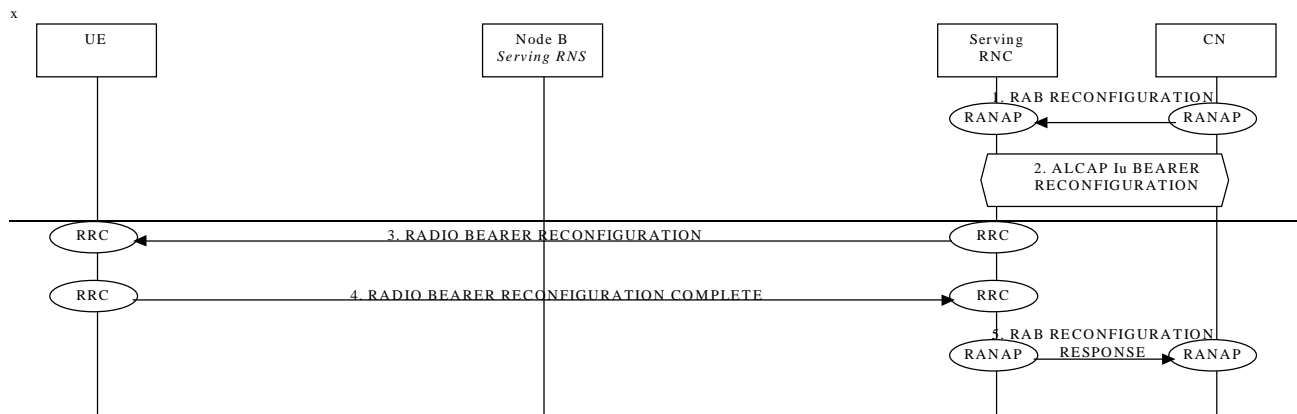 x
UE
Node B
Serving RNS
Serving
RNC
CN
1. RAB RECONFIGURATION
RANAP
RANAP
2. ALCAP Iu BEARER
RECONFIGURATION
RRC
3. RADIO BEARER RECONFIGURATION
RRC
RRC
4. RADIO BEARER RECONFIGURATION COMPLETE
RRC
5. RAB RECONFIGURATION
RESPONSE
RANAP
RANAP